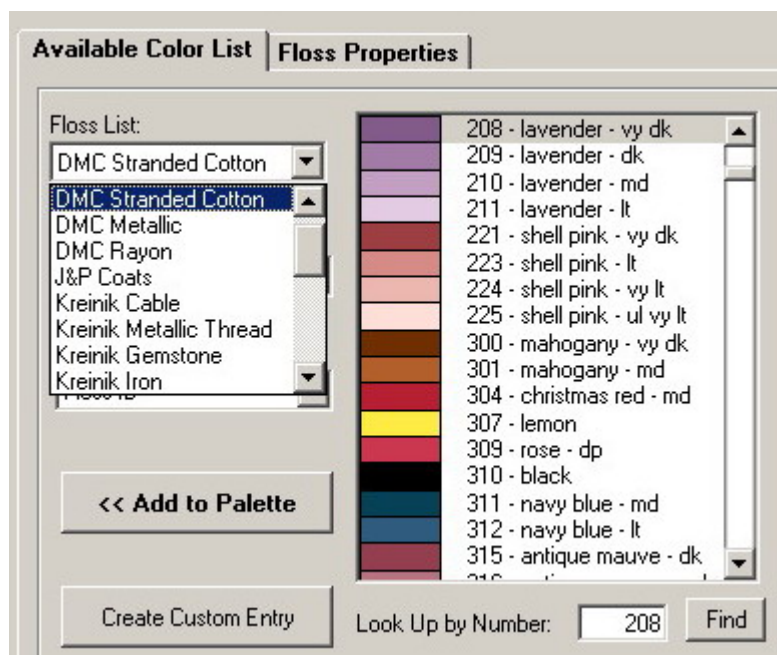 Available Color List
Floss Properties
Floss List:
DMC Stranded Cotton
DMC Stranded Cotton
DMC Metallic
DMC Rayon
J&P Coats
Kreinik Cable
Kreinik Metallic Thread
Kreinik Gemstone
Kreinik Iron
<< Add to Palette
Create Custom Entry
208 - lavender - vy dk
209 - lavender - dk
210 - lavender - md
211 - lavender - lt
221 - shell pink - vy dk
223 - shell pink - lt
224 - shell pink - vy lt
225 - shell pink - ul vy lt
300 - mahogany - vy dk
301 - mahogany - md
304 - christmas red - md
307 - lemon
309 - rose - dp
310 - black
311 - navy blue - md
312 - navy blue - lt
315 - antique mauve - dk
Look Up by Number: 208 Find